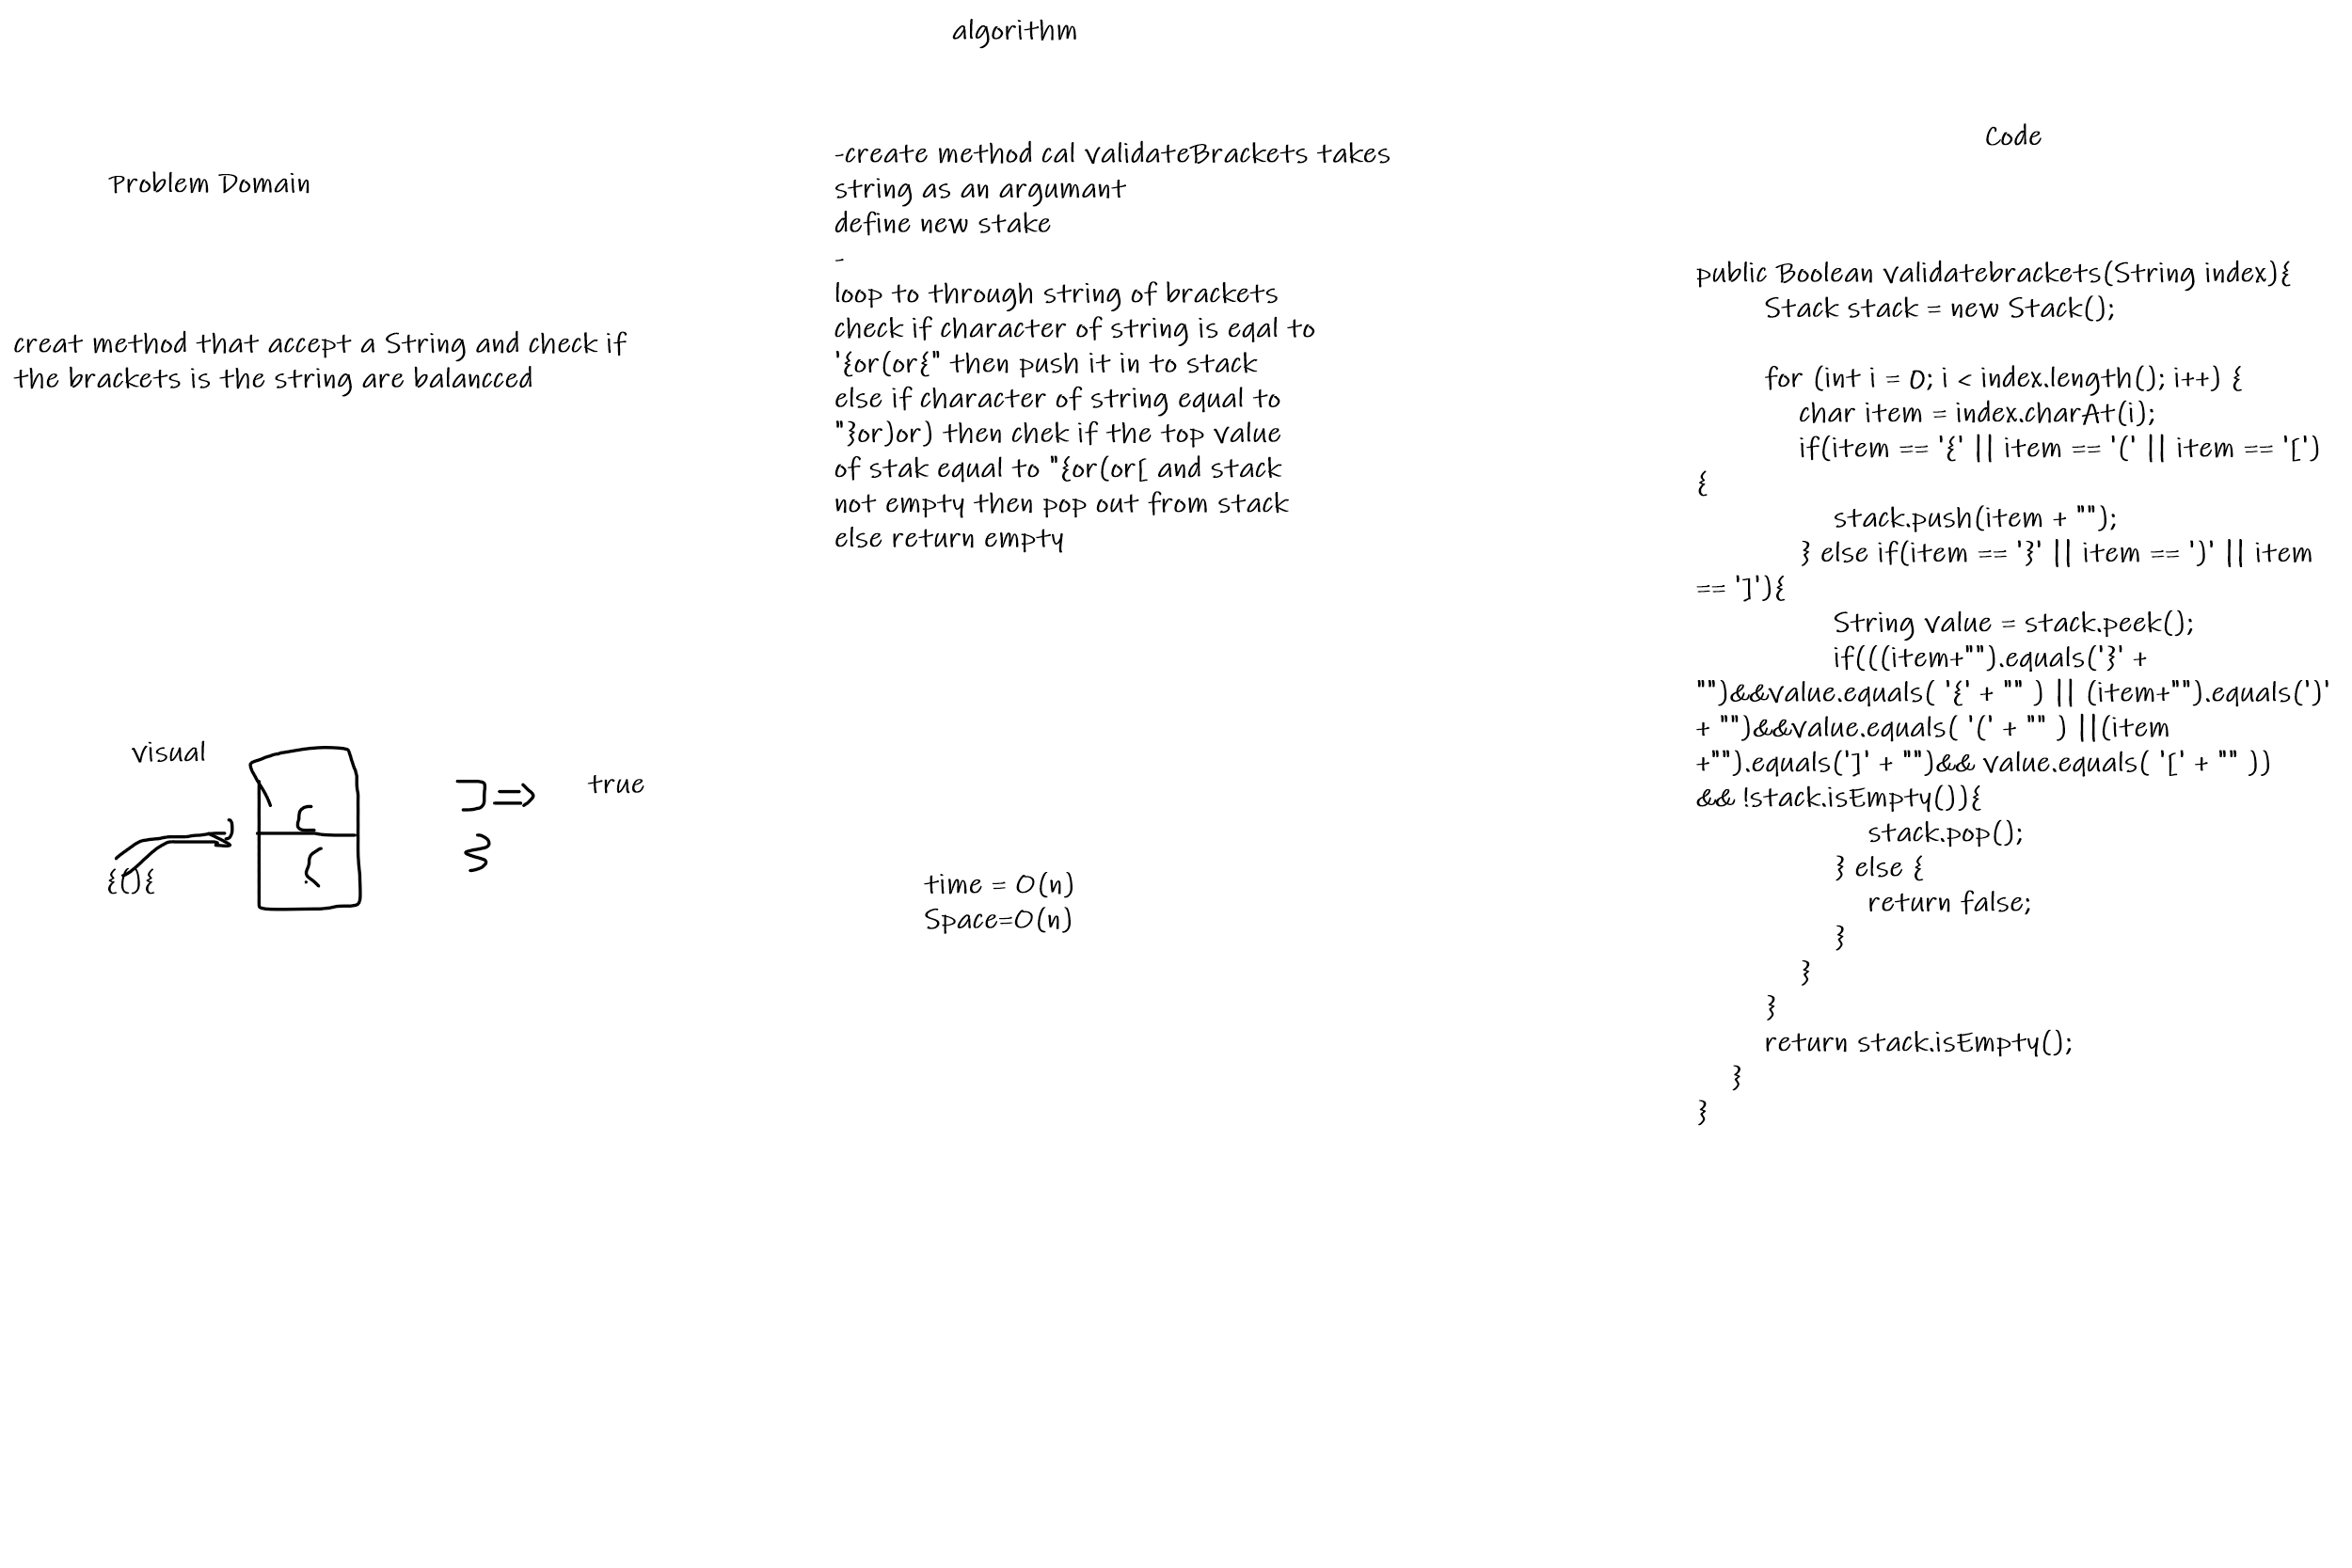 algorithm
Problem Domain
creat method that accept a String and check if
the brackets is the string are balancced
visual
{(){
[
{
]=>
}
true
-create method cal validateBrackets takes
string as an argumant
define new stake
-
loop to through string of brackets
check if character of string is eqal to
'{or(or{" then push it in to stack
else if character of string equal to
"}or)or) then chek if the top value
of stak equal to "{or(or[ and stack
not empty then pop out from stack
else return empty
time = O(n)
Space=O(n)
Code
public Boolean validatebrackets(String index){
Stack stack = new Stack();
for (int i = 0; i < index.length(); i++) {
char item = index.charAt(i);
if(item == '{' || item == '(' || item == '[')
{
stack.push(item + "");
} else if(item == '}' || item == ')' || item
== ']'){
String value = stack.peek();
if(((item+"").equals('}' +
"")&&value.equals( '{' + "" ) || (item+"").equals(')'
+ "")&&value.equals( '(' + "" ) ||(item
+"").equals(']' + "")&& value.equals( '[' + "" ))
&& !stack.isEmpty()){
stack.pop();
} else {
return false;
}
}
}
return stack.isEmpty();
}
}